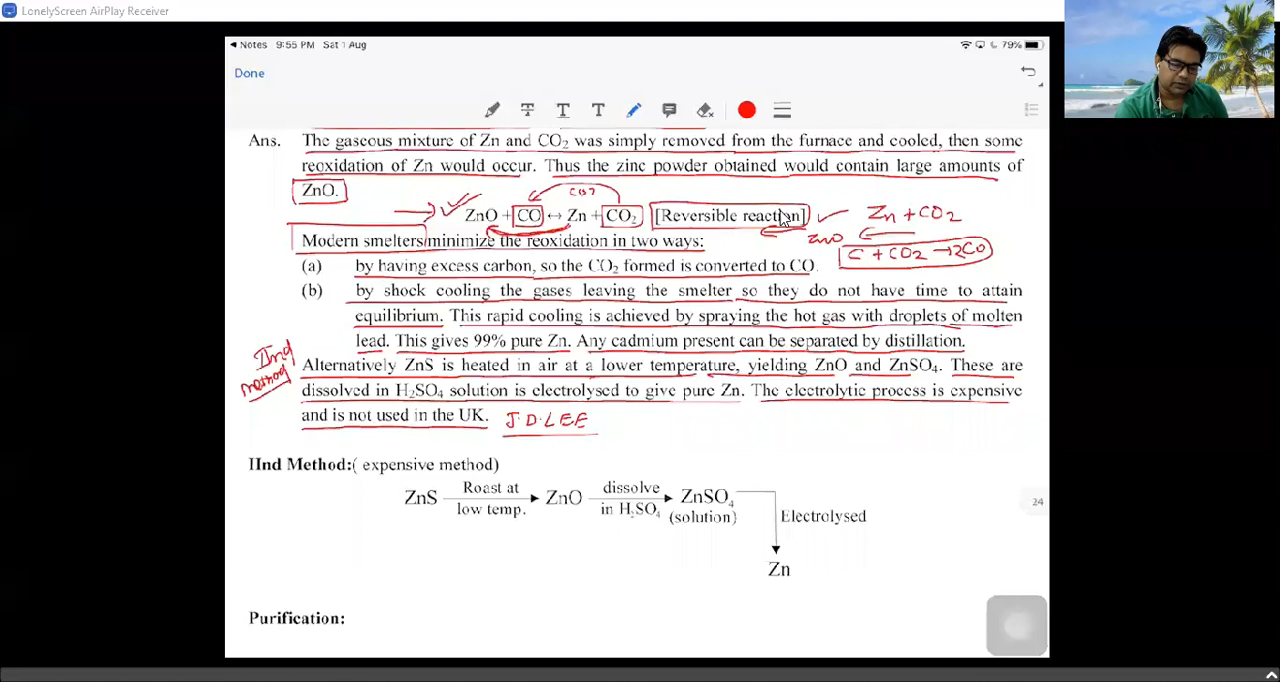 LonelyScreen AirPlay Receiver
Notes 9:55 PM Sat 1 Aug 79%
Done
Ans. The gaseous mixture of Zn and CO₂ was simply removed from the furnace and cooled, then some
reoxidation of Zn would occur. Thus the zinc powder obtained would contain large amounts of
ZnO.
ZnO + CO ↔ Zn + CO₂ [Reversible reaction] Zn + CO2
ZnO
C + CO2 → 2CO
Modern smelters minimize the reoxidation in two ways:
(a) by having excess carbon, so the CO₂ formed is converted to CO.
(b) by shock cooling the gases leaving the smelter so they do not have time to attain
equilibrium. This rapid cooling is achieved by spraying the hot gas with droplets of molten
lead. This gives 99% pure Zn. Any cadmium present can be separated by distillation.
IInd
method
Alternatively ZnS is heated in air at a lower temperature, yielding ZnO and ZnSO₄. These are
dissolved in H₂SO₄ solution is electrolysed to give pure Zn. The electrolytic process is expensive
and is not used in the UK. J.D.LEE
24
IInd Method:( expensive method)
ZnS Roast at low temp. ZnO dissolve in H₂SO₄ ZnSO₄ (solution)
Electrolysed
Zn
Purification: